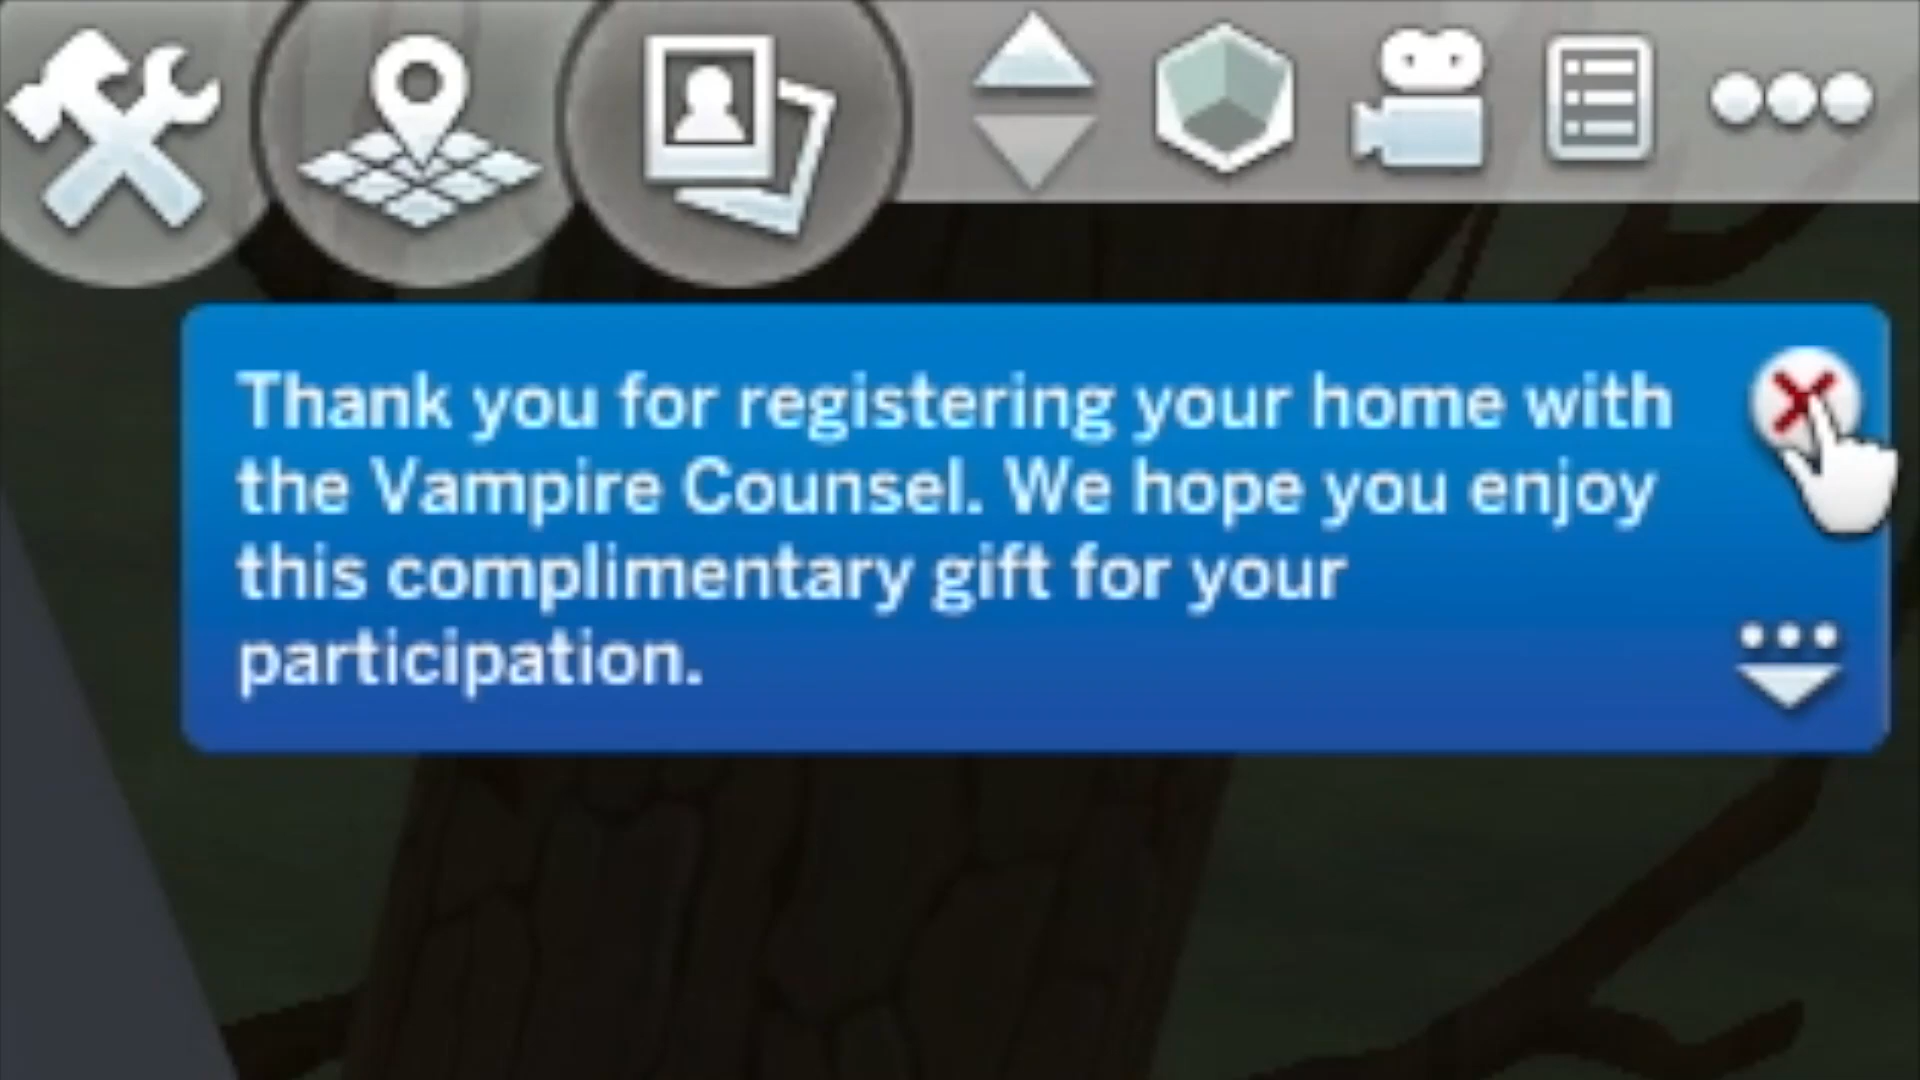 Thank you for registering your home with
the Vampire Counsel. We hope you enjoy
this complimentary gift for your
participation.